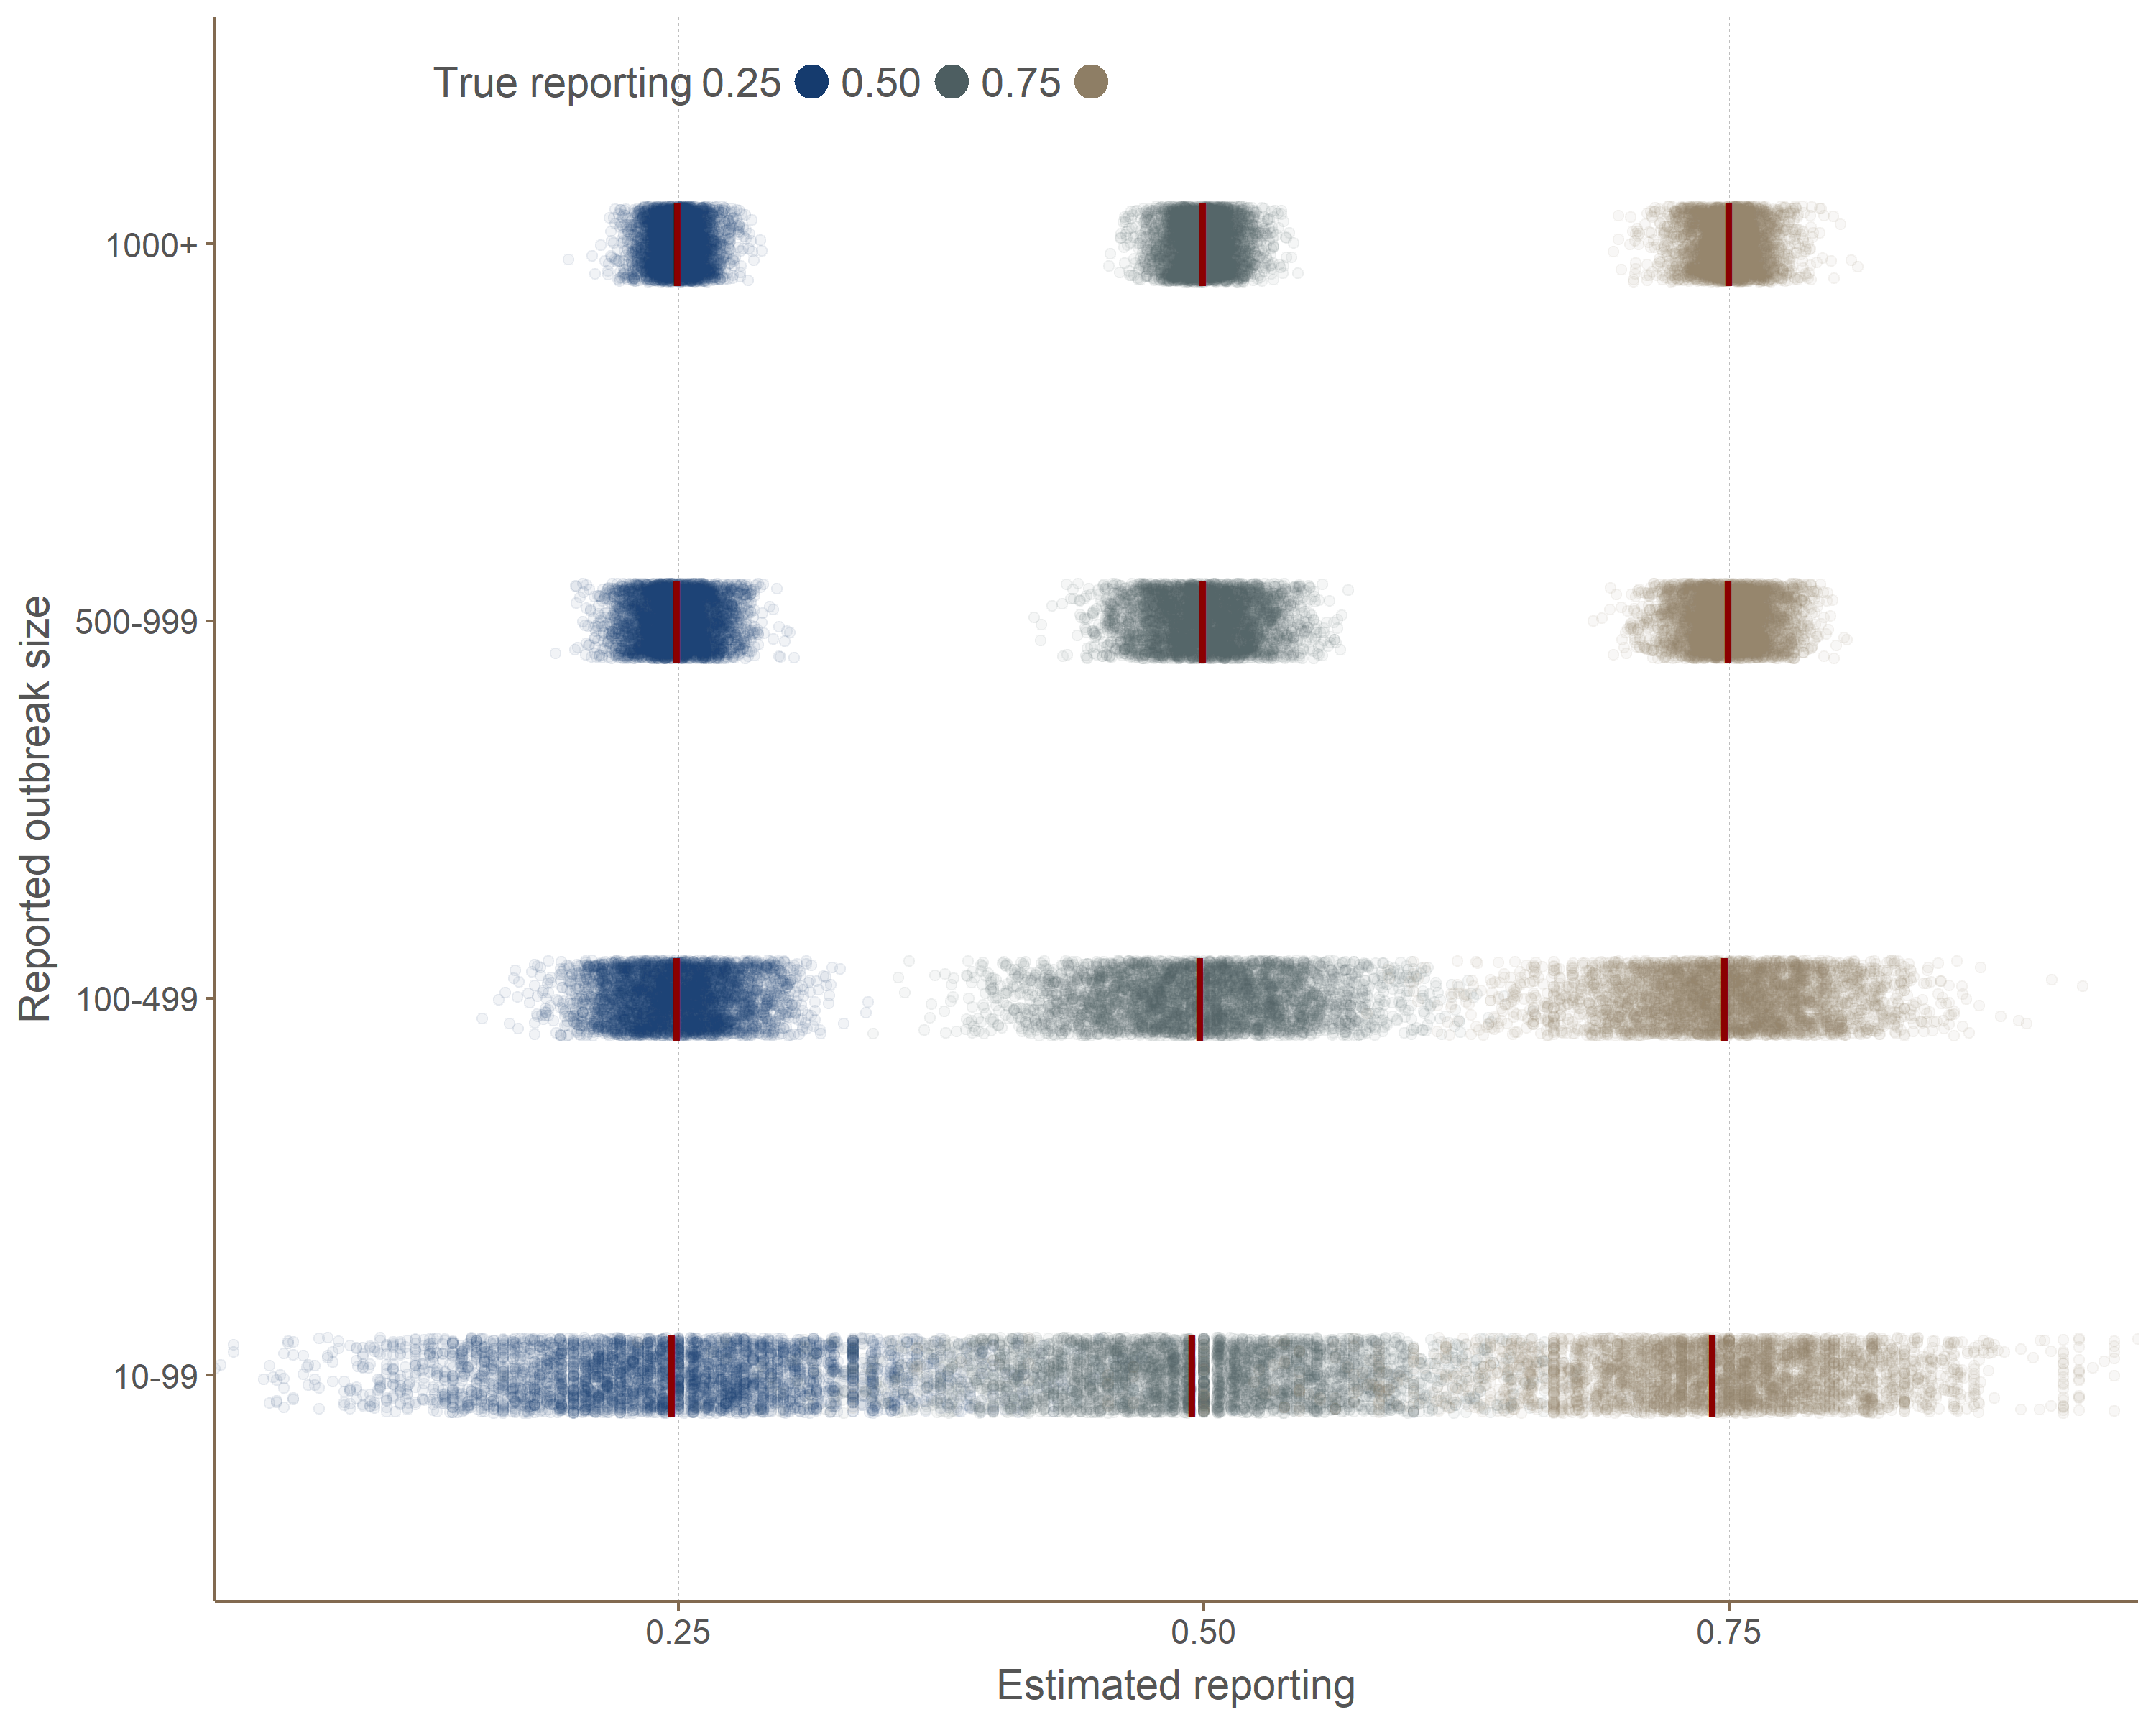 True reporting 0.25 0.50 0.75
1000+
500-999
100-499
10-99
Reported outbreak size
0.25 0.50 0.75
Estimated reporting